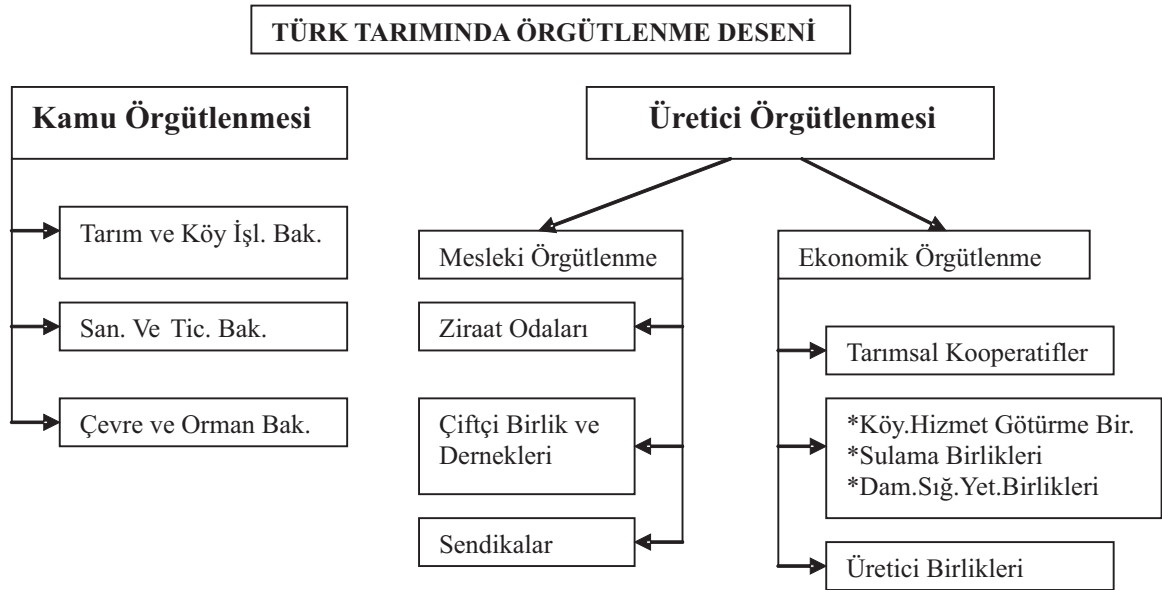 TÜRK TARIMINDA ÖRGÜTLENME DESENİ
Kamu Örgütlenmesi
Tarım ve Köy İşl. Bak.
San. Ve Tic. Bak.
Çevre ve Orman Bak.
Üretici Örgütlenmesi
Mesleki Örgütlenme
Ziraat Odaları
Çiftçi Birlik ve
Dernekleri
Sendikalar
Ekonomik Örgütlenme
Tarımsal Kooperatifler
*Köy.Hizmet Götürme Bir.
*Sulama Birlikleri
*Dam.Sığ.Yet.Birlikleri
Üretici Birlikleri